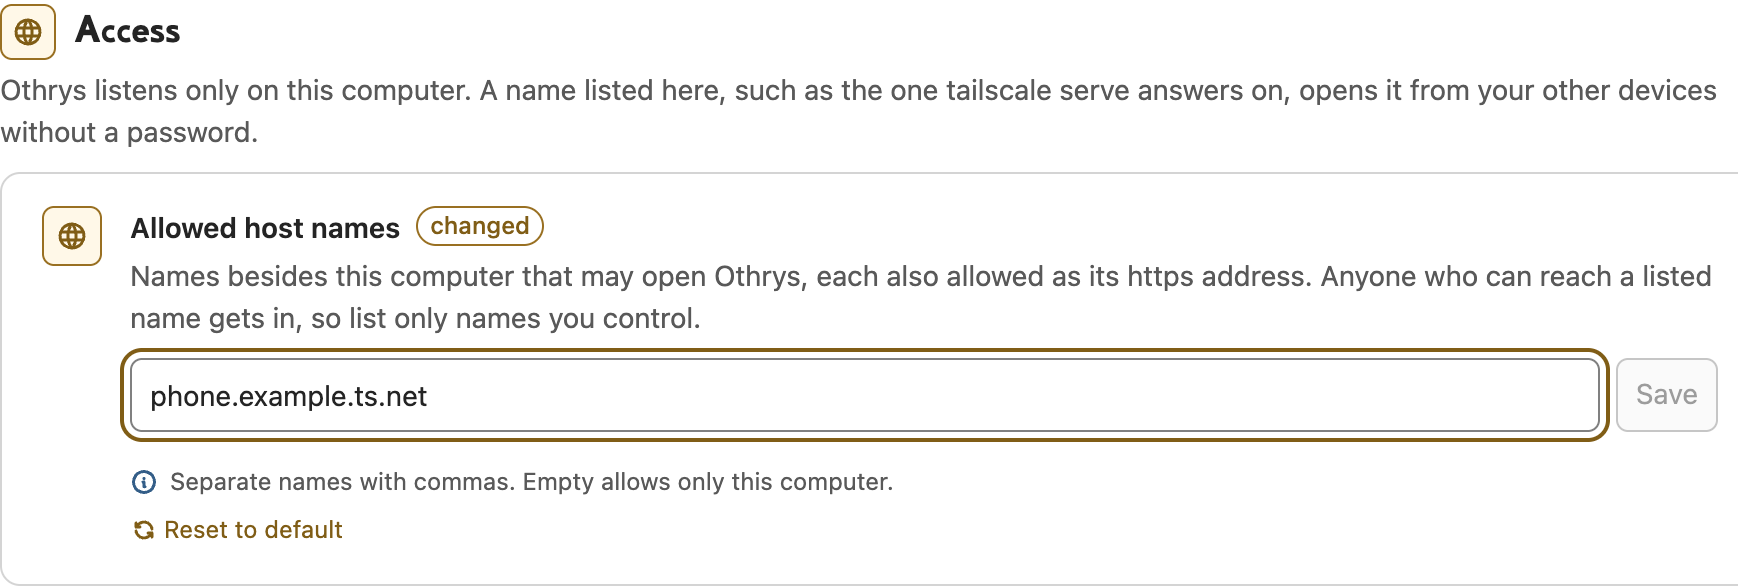 Access
Othrys listens only on this computer. A name listed here, such as the one tailscale serve answers on, opens it from your other devices
without a password.
Allowed host names changed
Names besides this computer that may open Othrys, each also allowed as its https address. Anyone who can reach a listed
name gets in, so list only names you control.
phone.example.ts.net Save
Separate names with commas. Empty allows only this computer.
Reset to default